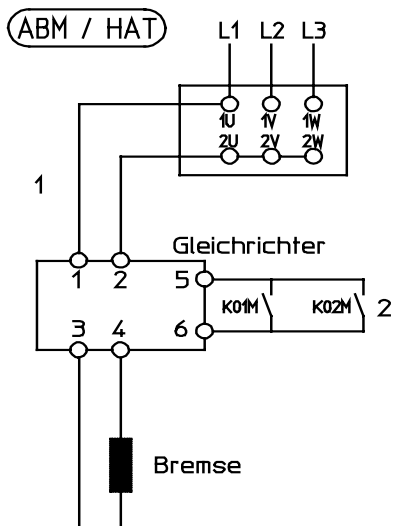 ABM / HAT
L1 L2 L3
1U 1V 1W
2U 2V 2W
1
Gleichrichter
1 2 5
K01M K02M 2
3 4 6
Bremse